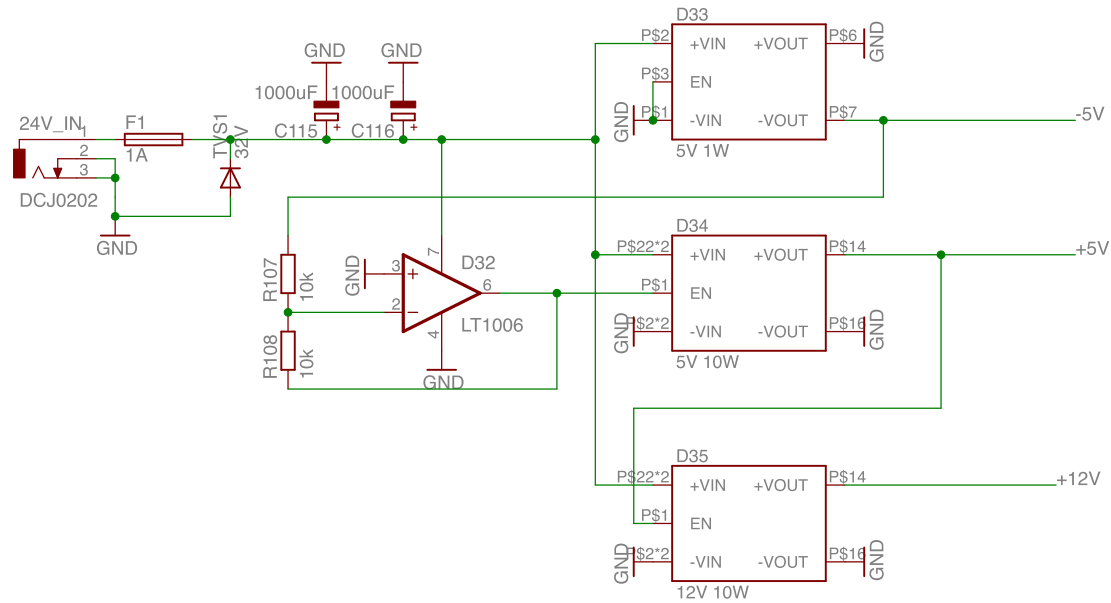 D33
P$2
+VIN
+VOUT
P$6
GND
P$3
EN
GND
P$1
-VIN
-VOUT
P$7
-5V
5V 1W
GND
GND
1000uF
1000uF
C115
+
C116
+
24V_IN
1
F1
1A
TVS1
32V
2
3
DCJ0202
GND
R107
10k
R108
10k
GND
3
+
2
−
7
4
D32
6
LT1006
GND
D34
P$22*2
+VIN
+VOUT
P$14
+5V
P$1
EN
GND
P$2*2
-VIN
-VOUT
P$16
GND
5V 10W
D35
P$22*2
+VIN
+VOUT
P$14
+12V
P$1
EN
GND
P$2*2
-VIN
-VOUT
P$16
GND
12V 10W